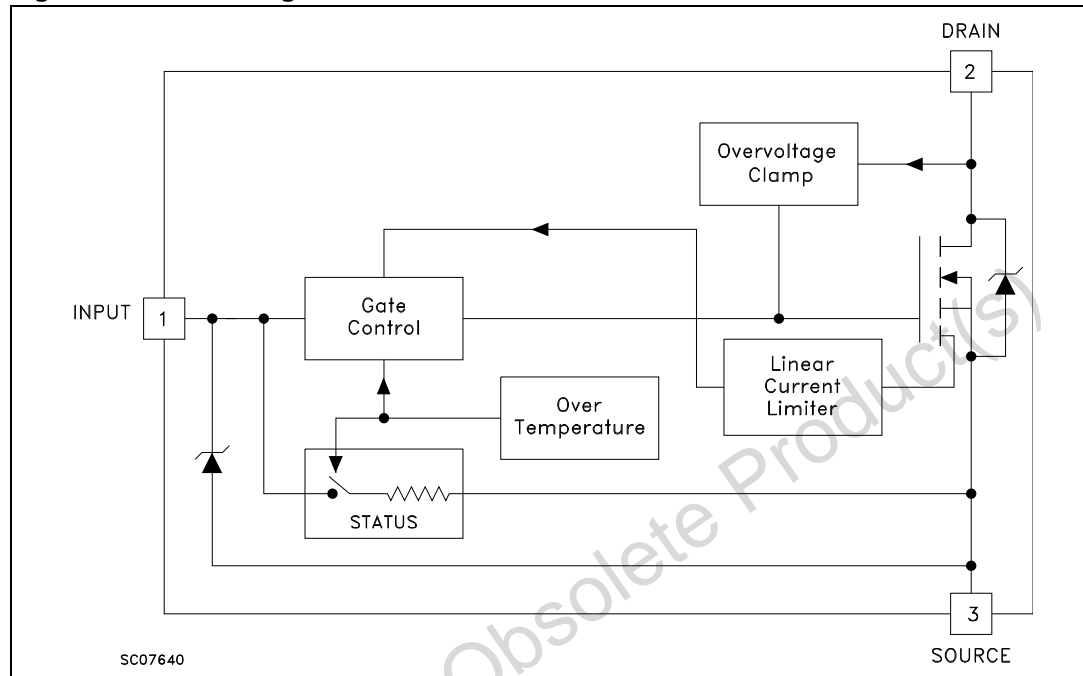 DRAIN
2
Overvoltage
Clamp
INPUT
1
Gate
Control
Linear
Current
Limiter
Over
Temperature
STATUS
3
SOURCE
SC07640
Obsolete Product(s)